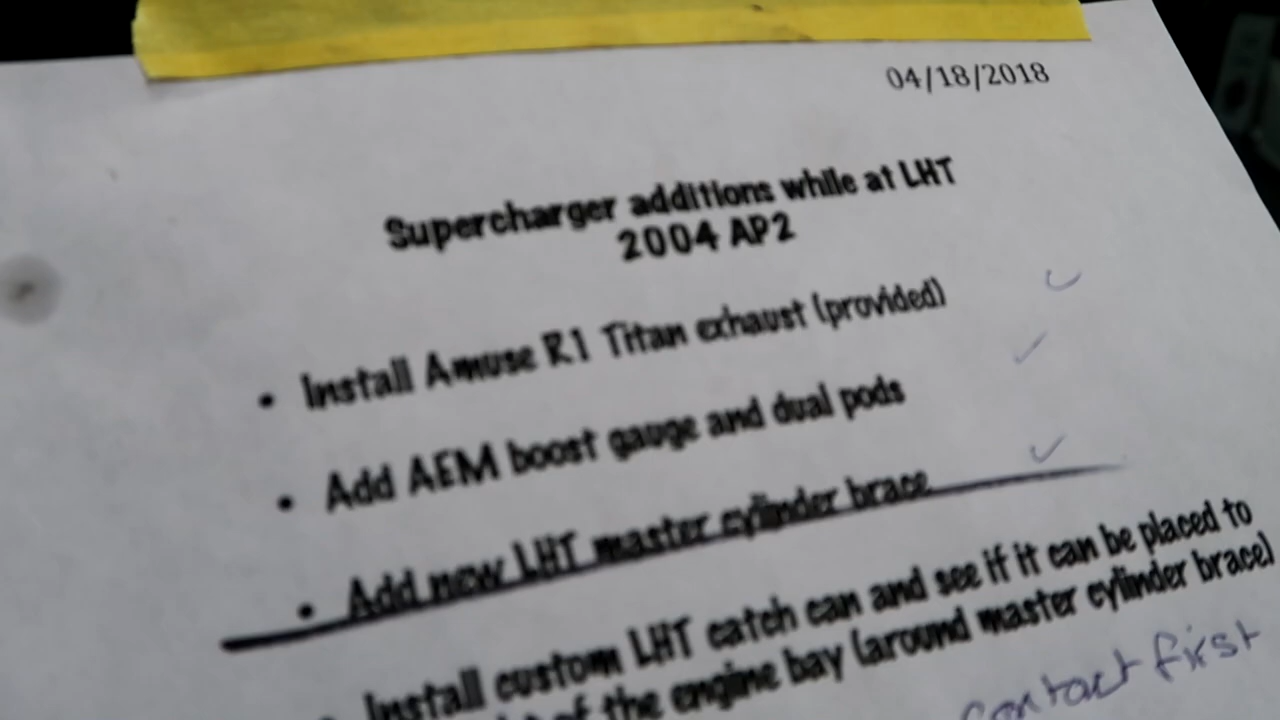 04/18/2018
Supercharger additions while at LHT
2004 AP2
• Install Amuse R1 Titan exhaust (provided)
• Add AEM boost gauge and dual pods
• Add new LHT master cylinder brace
Install custom LHT catch can and see if it can be placed to
of the engine bay (around master cylinder brace)
contact first